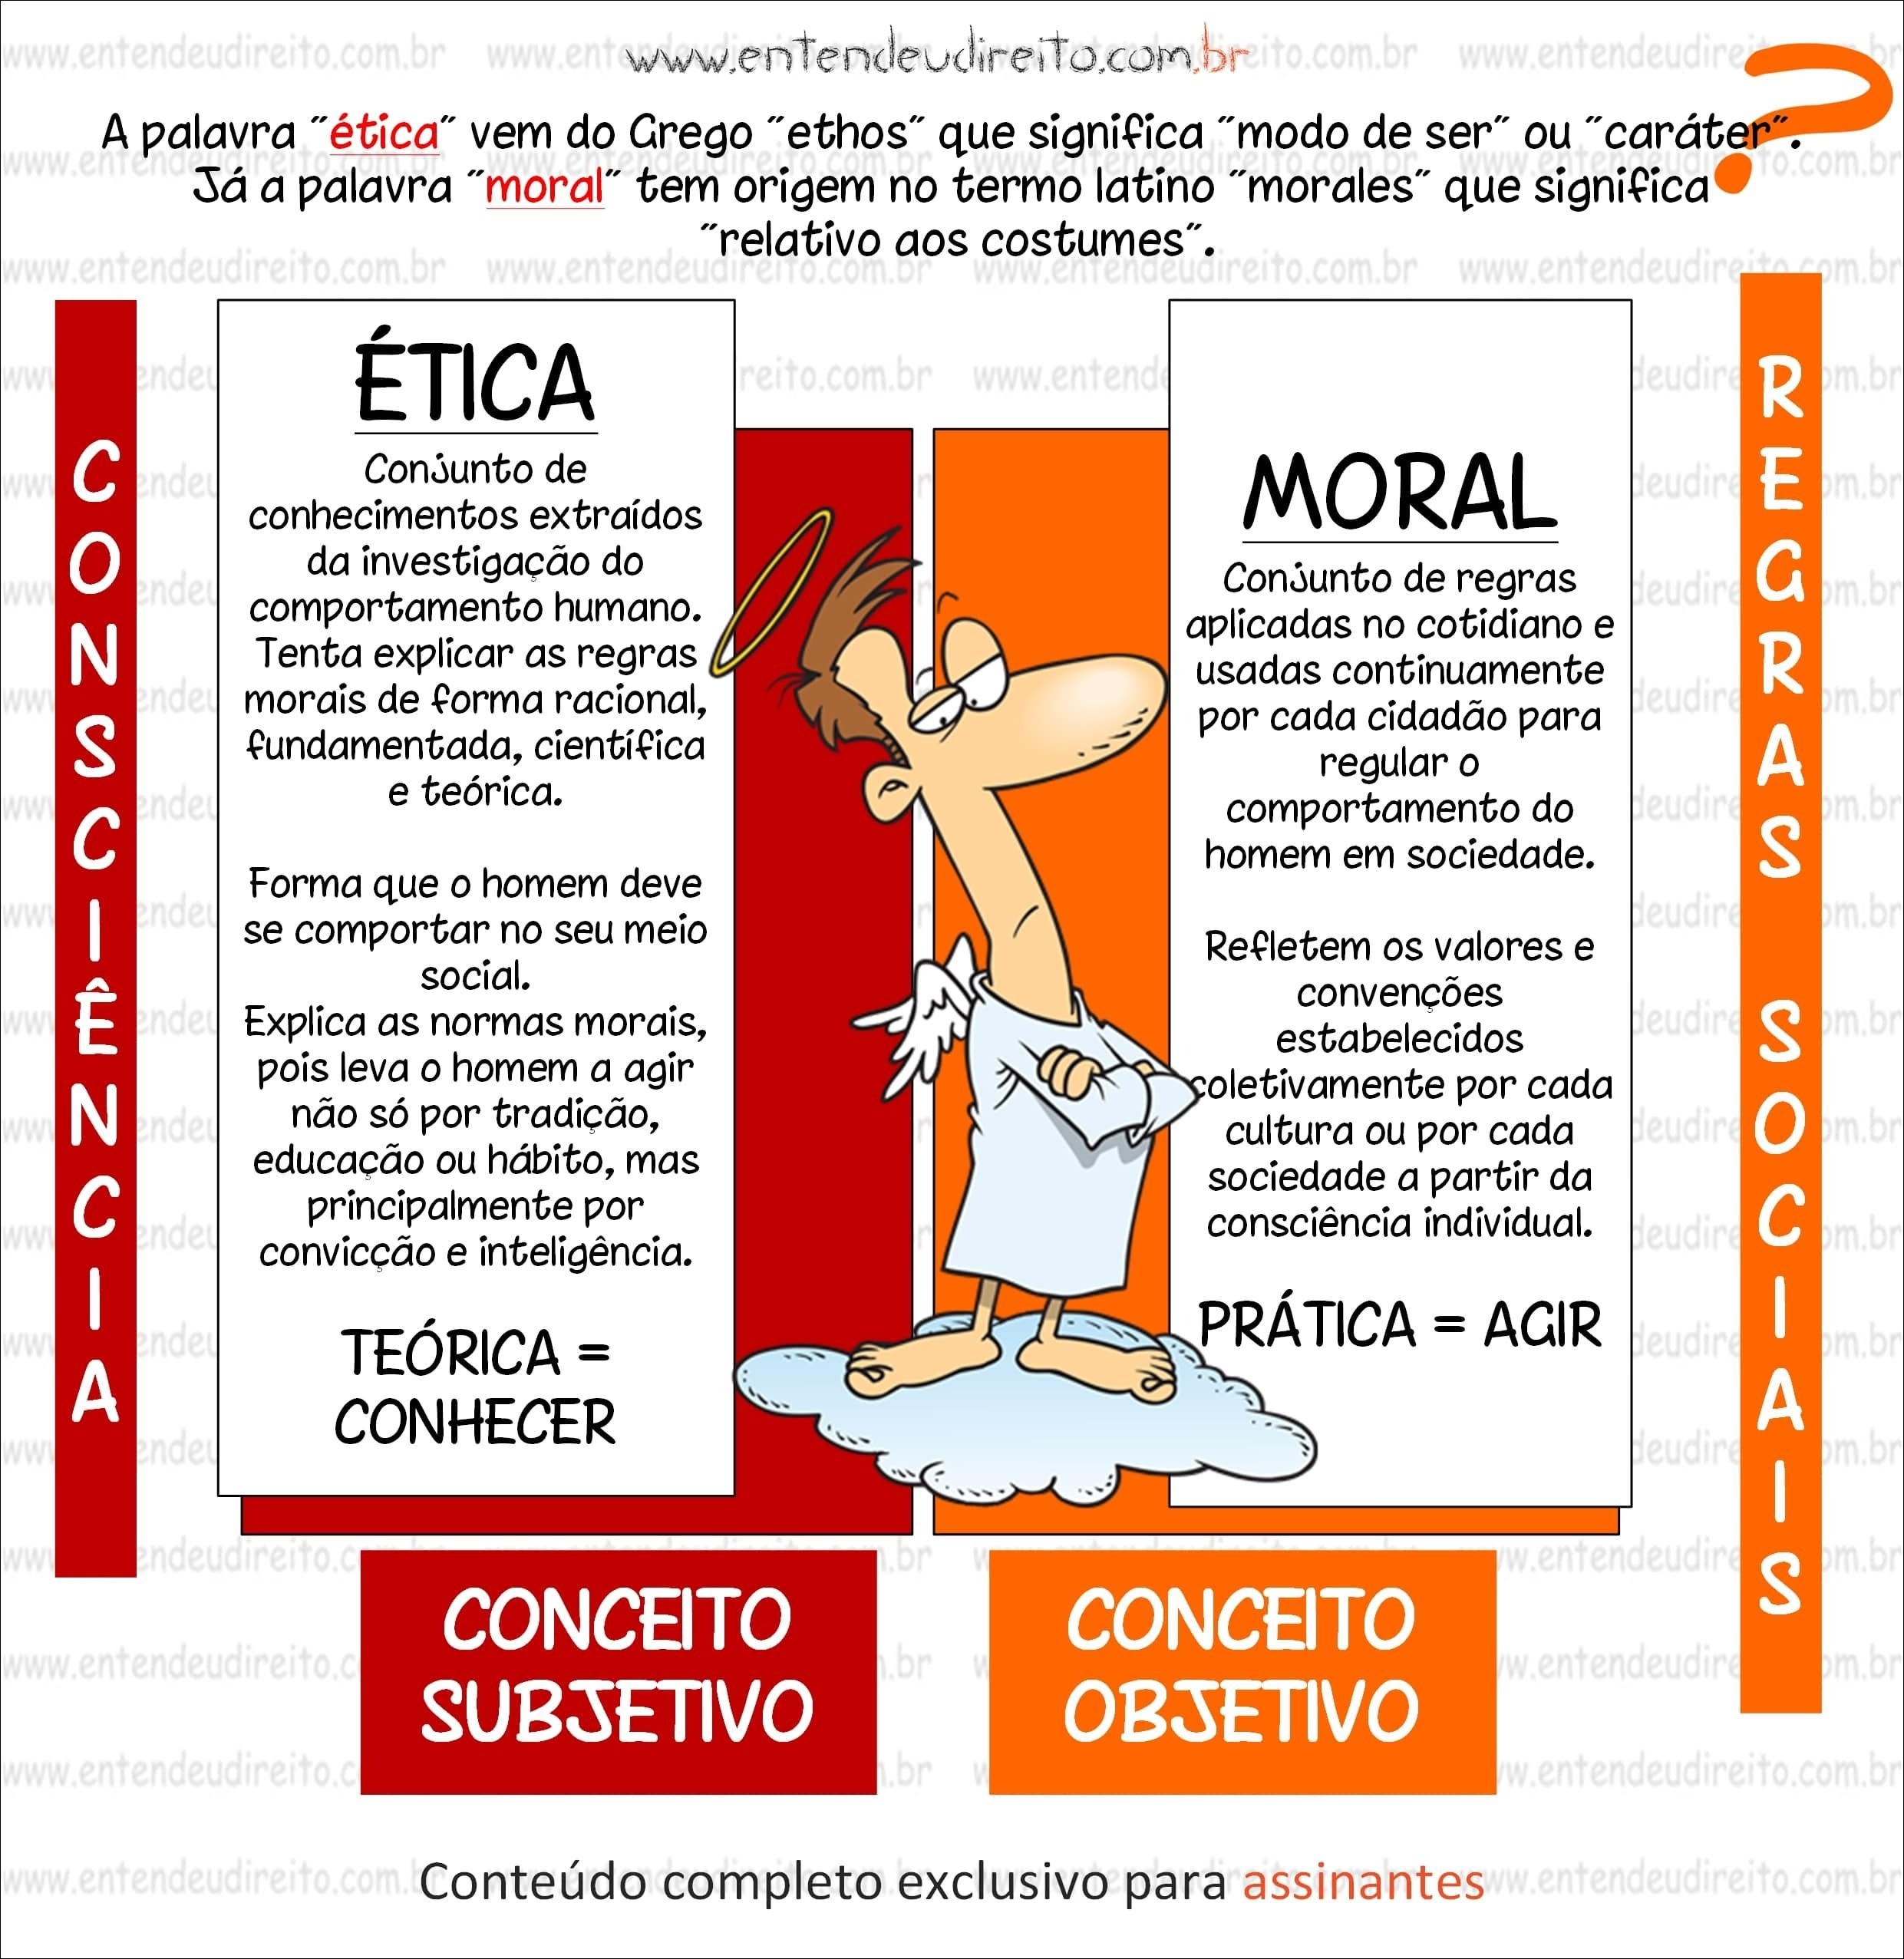 www.entendeudireito.com.br
A palavra "ética" vem do Grego "ethos" que significa "modo de ser" ou "caráter".
Já a palavra "moral" tem origem no termo latino "morales" que significa
"relativo aos costumes".
CONSCIÊNCIA
ÉTICA
Conjunto de
conhecimentos extraídos
da investigação do
comportamento humano.
Tenta explicar as regras
morais de forma racional,
fundamentada, científica
e teórica.
Forma que o homem deve
se comportar no seu meio
social.
Explica as normas morais,
pois leva o homem a agir
não só por tradição,
educação ou hábito, mas
principalmente por
convicção e inteligência.
TEÓRICA =
CONHECER
MORAL
Conjunto de regras
aplicadas no cotidiano e
usadas continuamente
por cada cidadão para
regular o
comportamento do
homem em sociedade.
Refletem os valores e
convenções
estabelecidos
coletivamente por cada
cultura ou por cada
sociedade a partir da
consciência individual.
PRÁTICA = AGIR
REGRAS SOCIAIS
CONCEITO
SUBJETIVO
CONCEITO
OBJETIVO
Conteúdo completo exclusivo para assinantes